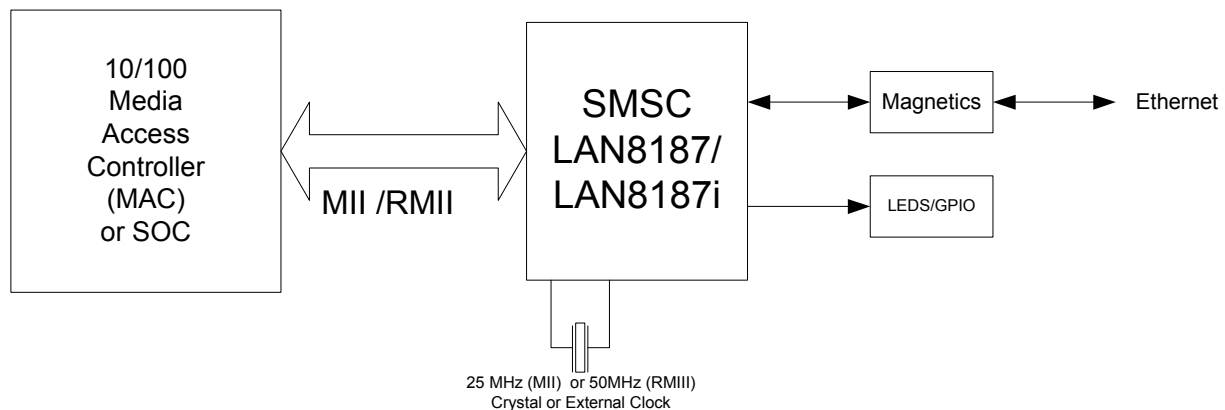 10/100
Media
Access
Controller
(MAC)
or SOC
MII /RMII
SMSC
LAN8187/
LAN8187i
Magnetics
Ethernet
LEDS/GPIO
25 MHz (MII)  or 50MHz (RMIII)
Crystal or External Clock